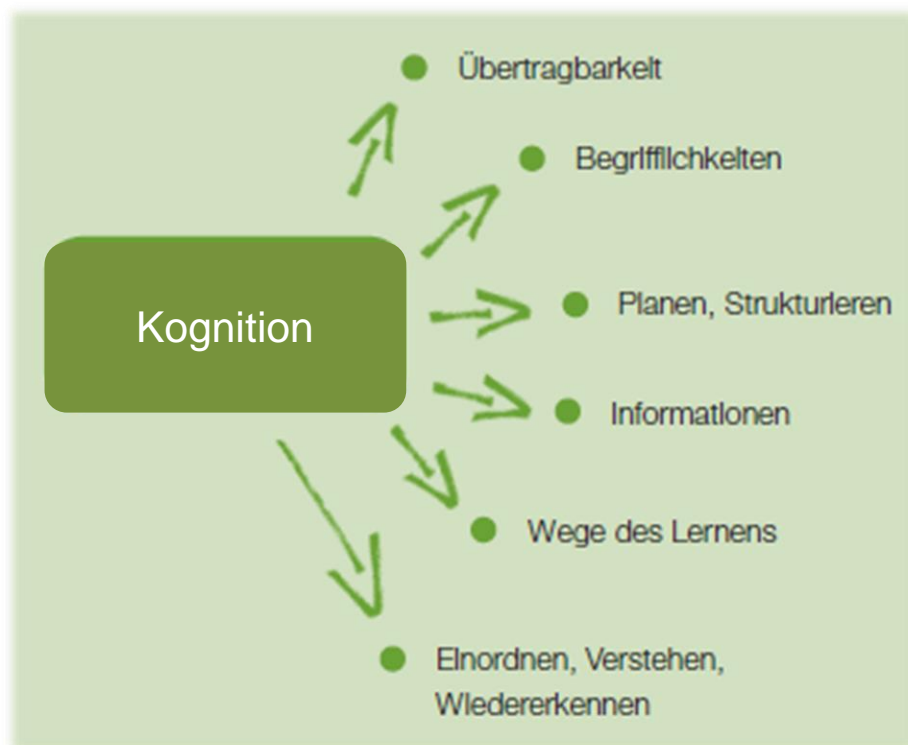 Übertragbarkeit
Begrifflichkeiten
Kognition
Planen, Strukturieren
Informationen
Wege des Lernens
Einordnen, Verstehen,
Wiedererkennen